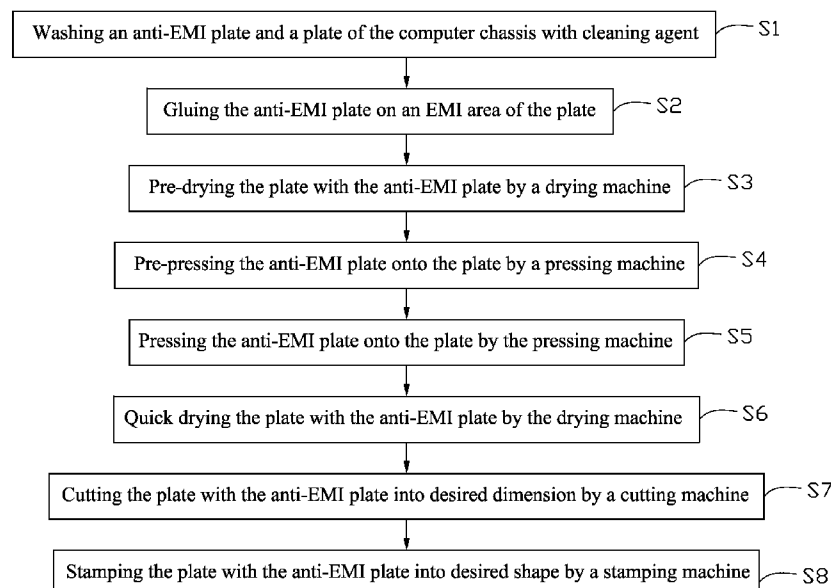 Washing an anti-EMI plate and a plate of the computer chassis with cleaning agent S1
Gluing the anti-EMI plate on an EMI area of the plate S2
Pre-drying the plate with the anti-EMI plate by a drying machine S3
Pre-pressing the anti-EMI plate onto the plate by a pressing machine S4
Pressing the anti-EMI plate onto the plate by the pressing machine S5
Quick drying the plate with the anti-EMI plate by the drying machine S6
Cutting the plate with the anti-EMI plate into desired dimension by a cutting machine S7
Stamping the plate with the anti-EMI plate into desired shape by a stamping machine S8